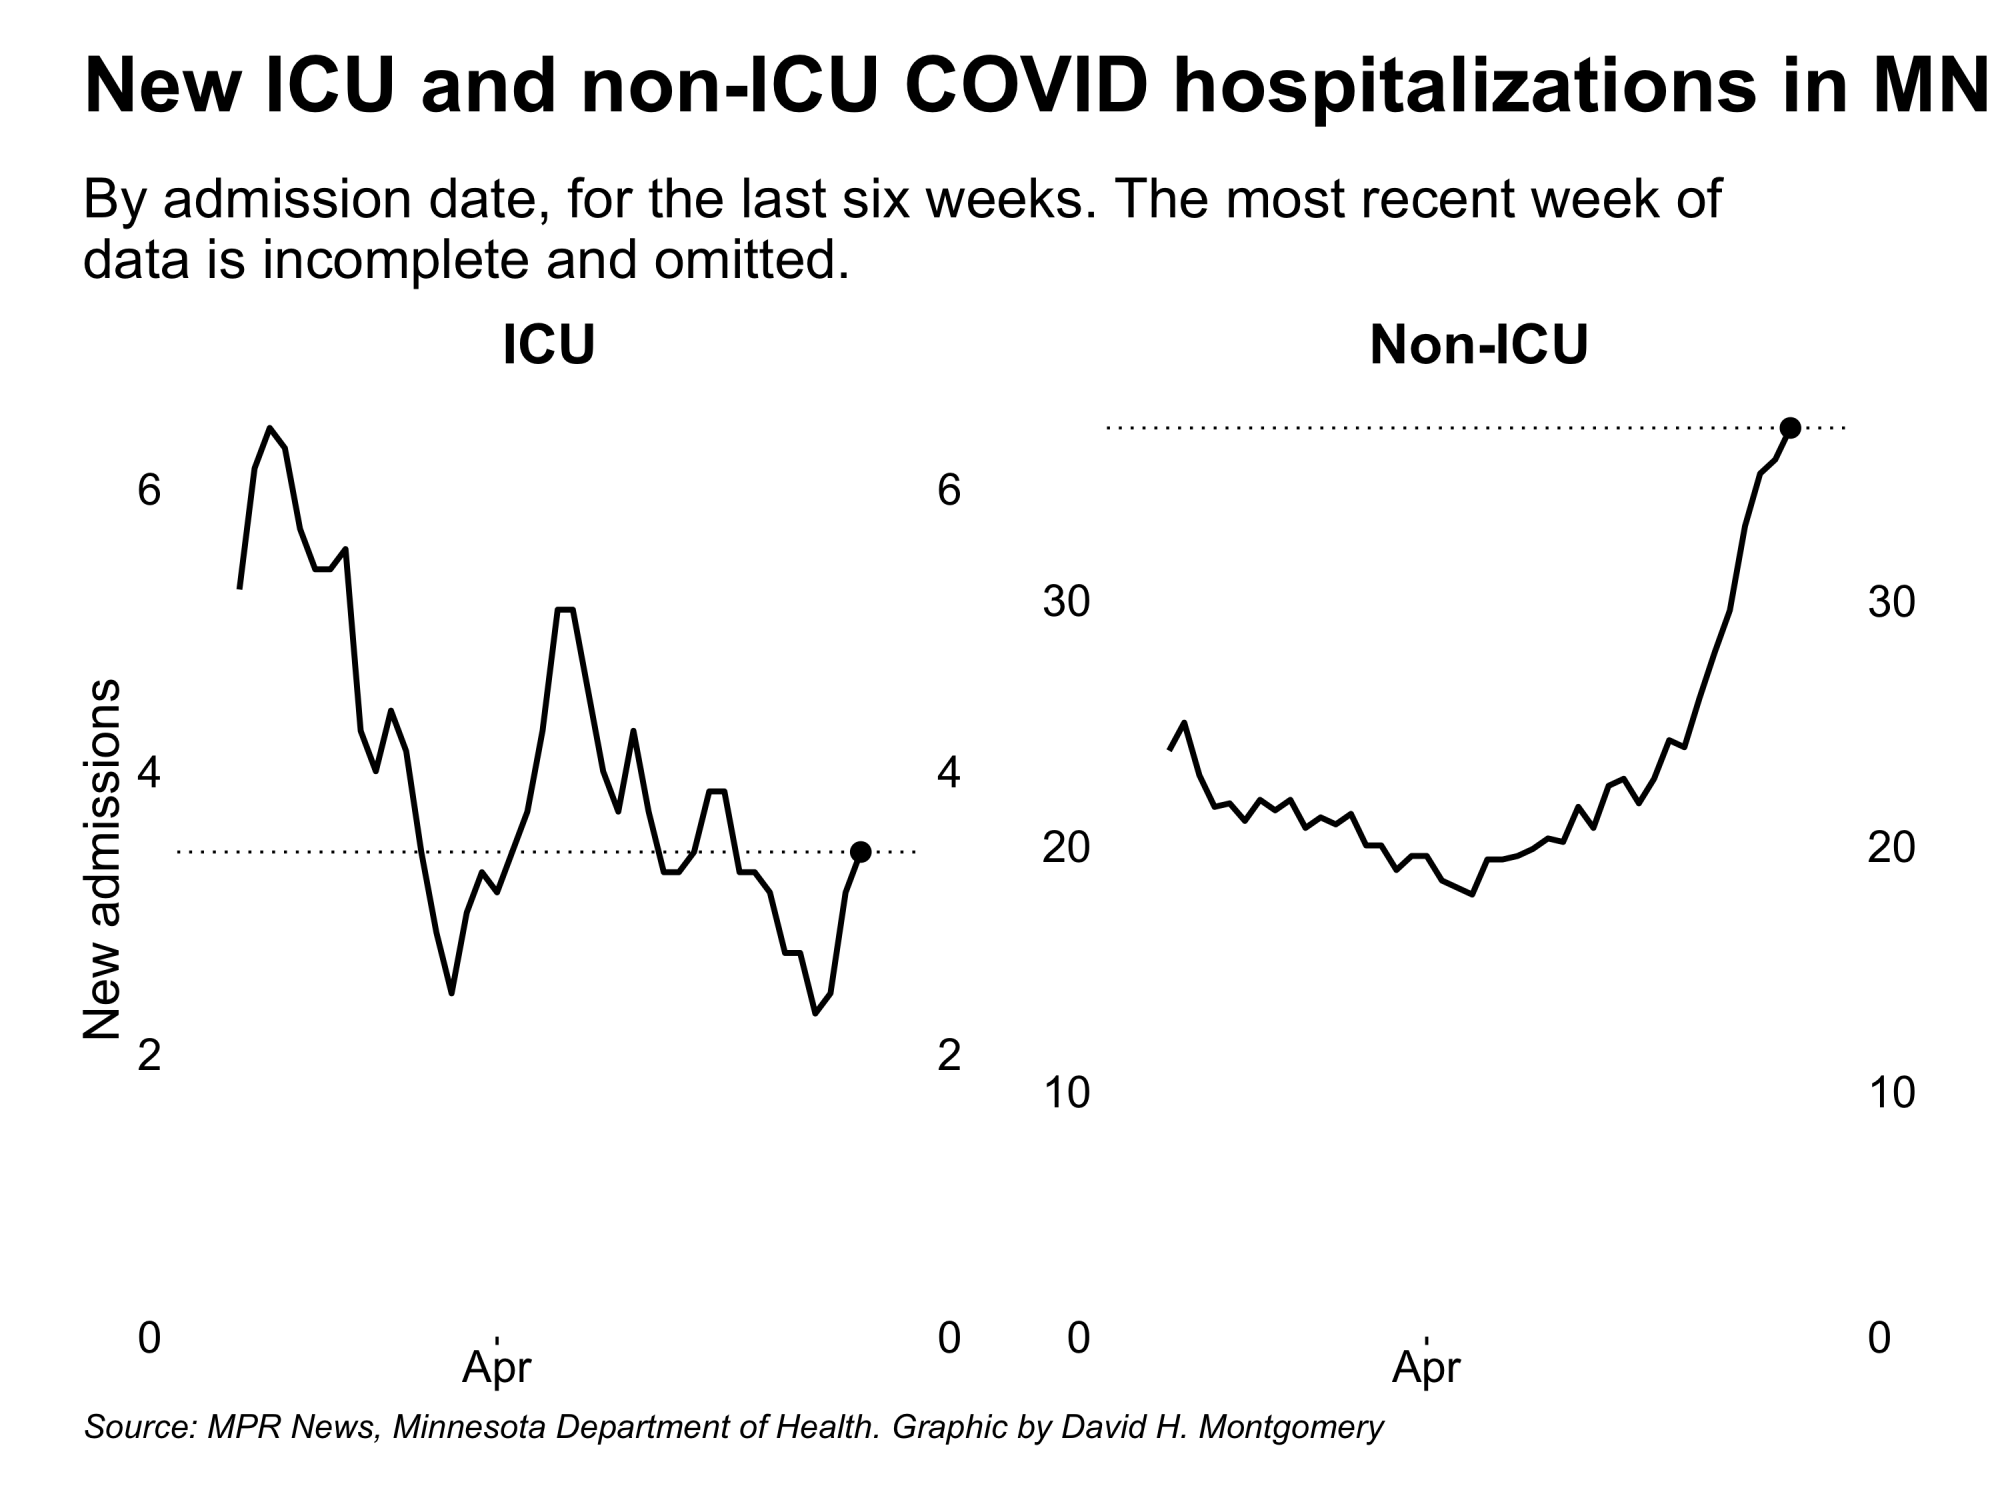 New ICU and non-ICU COVID hospitalizations in MN
By admission date, for the last six weeks. The most recent week of
data is incomplete and omitted.
ICU
Non-ICU
New admissions
6
4
2
0
6
4
2
0
Apr
30
20
10
0
30
20
10
0
Apr
Source: MPR News, Minnesota Department of Health. Graphic by David H. Montgomery